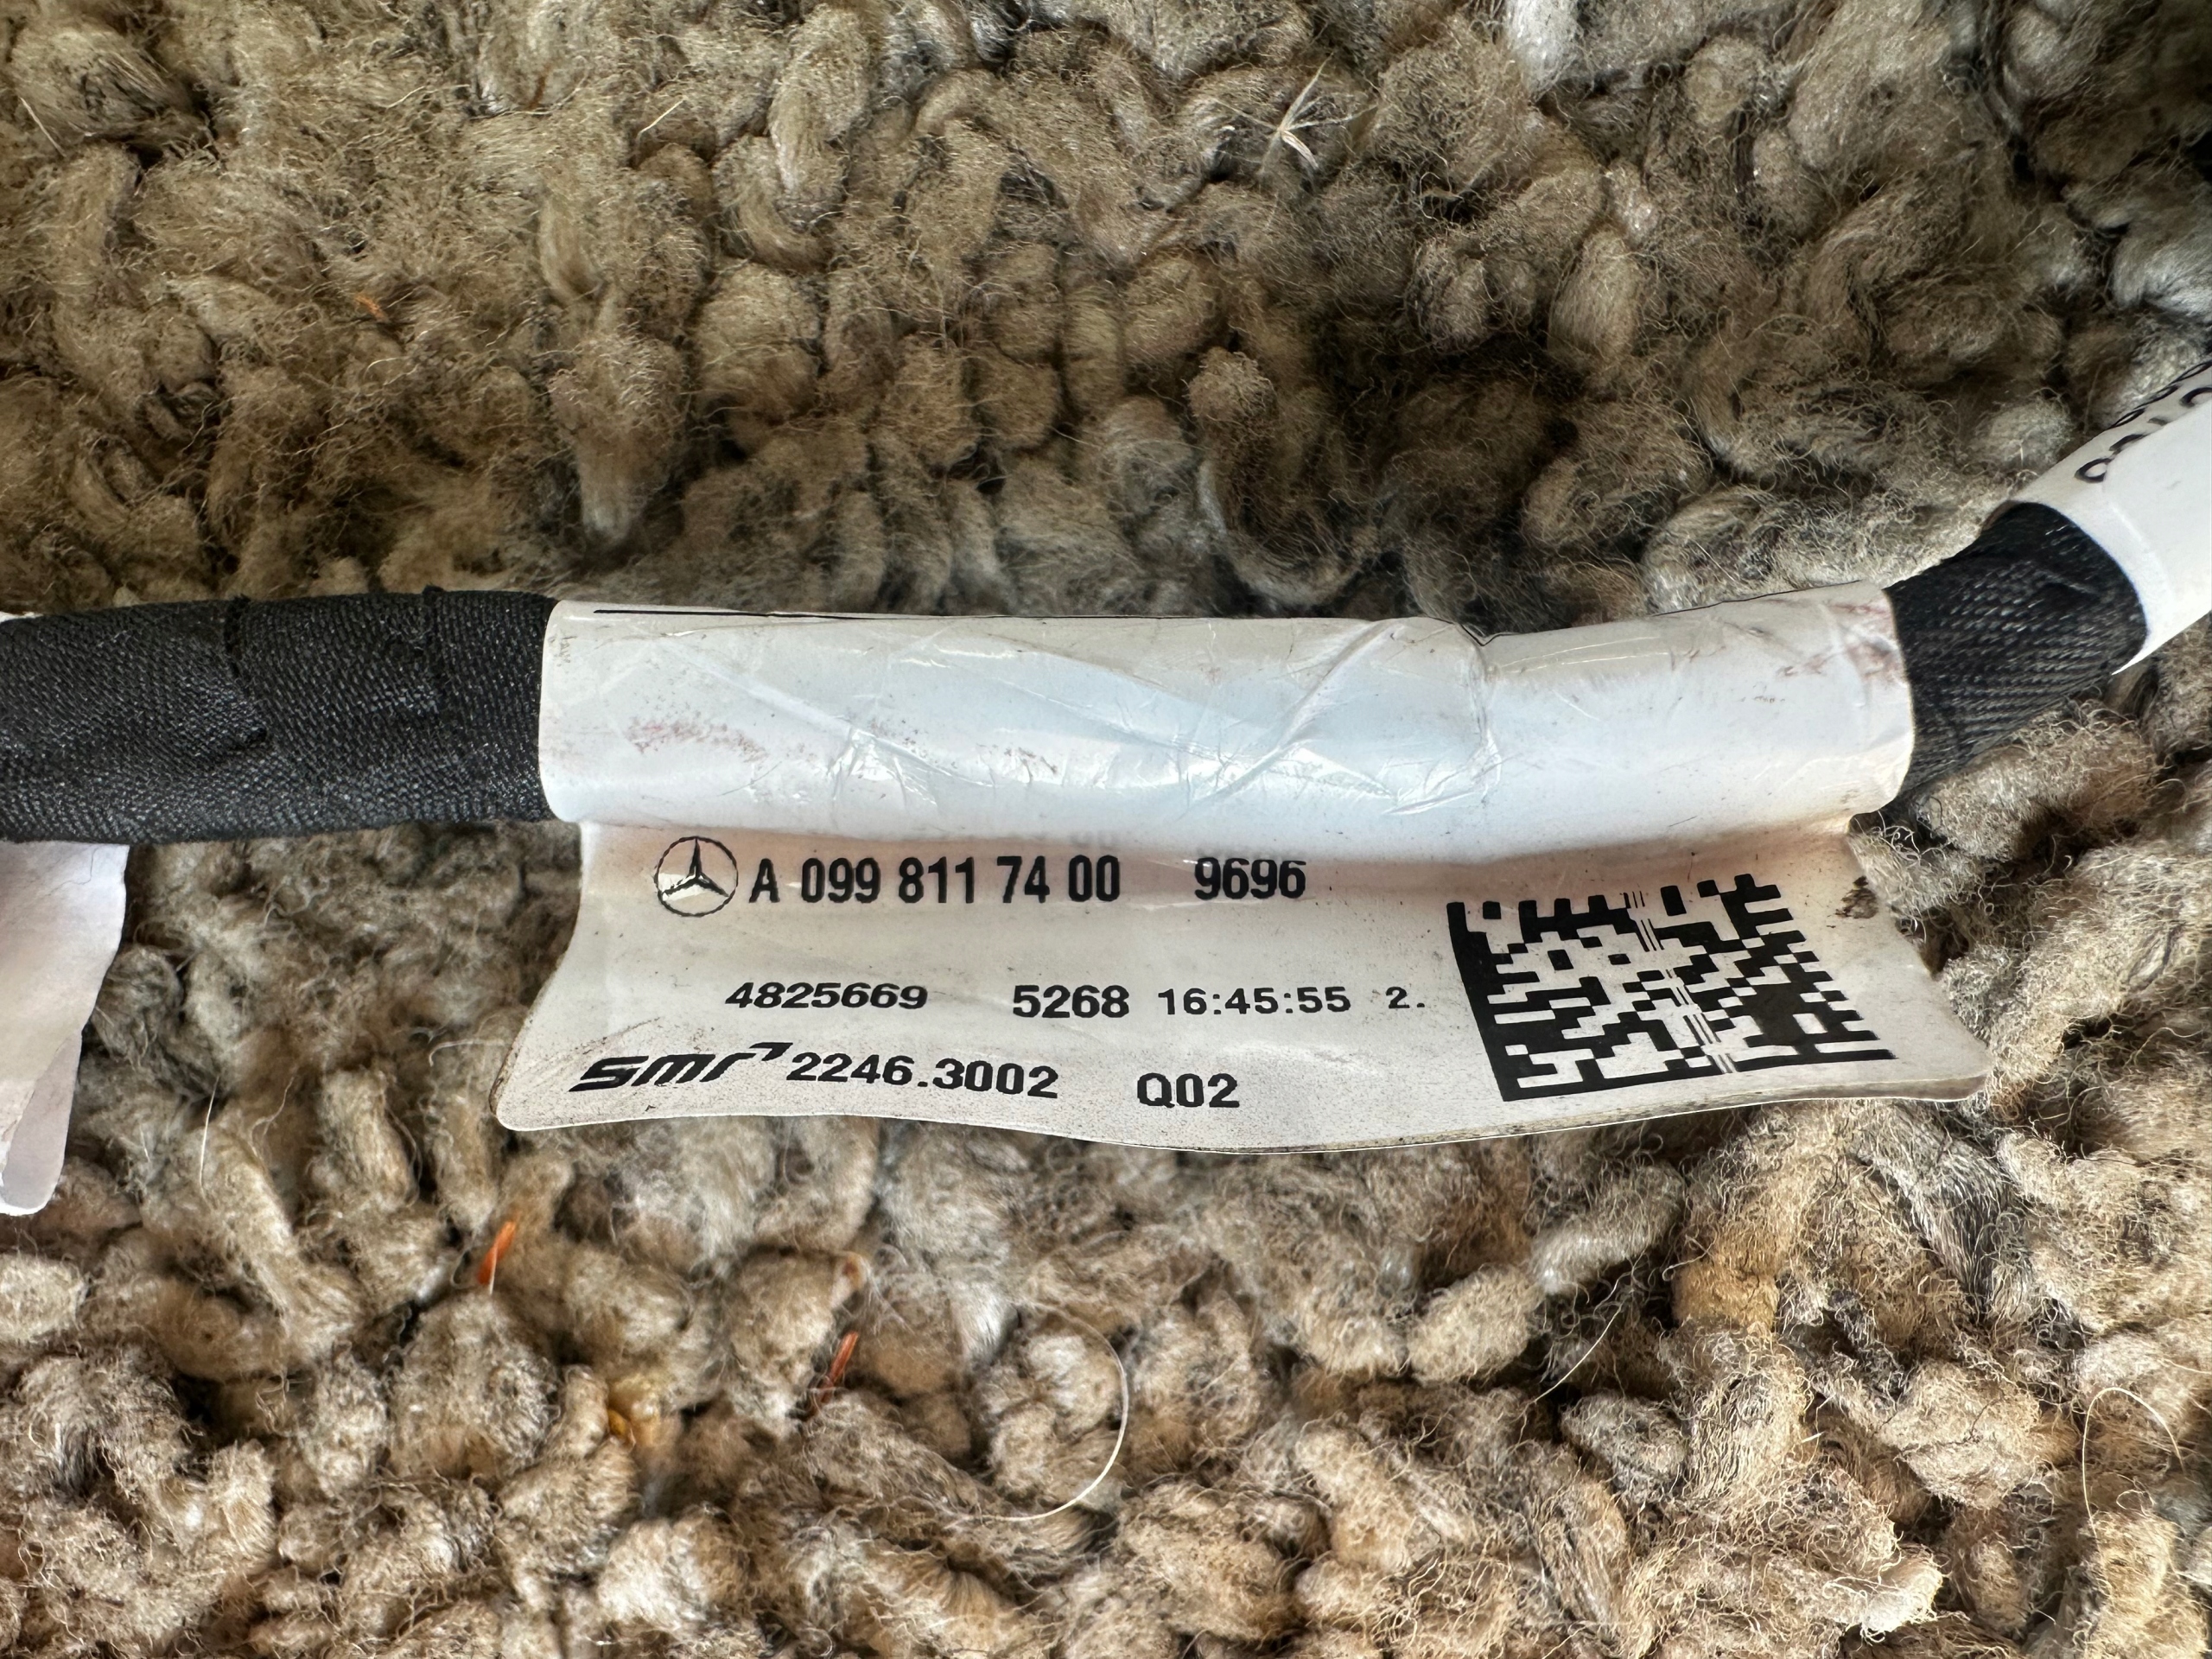 A 099 811 74 00 9696
4825669 5268 16:45:55 2.
smr 2246.3002 Q02